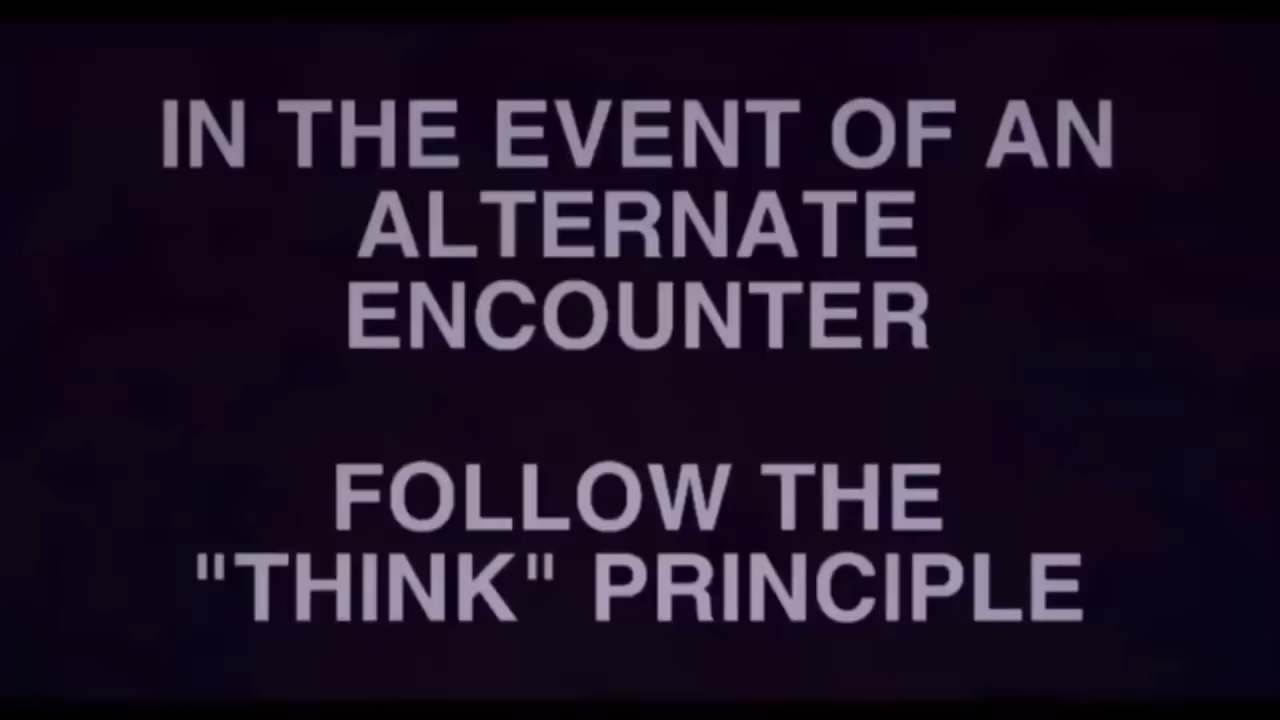 IN THE EVENT OF AN
ALTERNATE
ENCOUNTER
FOLLOW THE
"THINK" PRINCIPLE